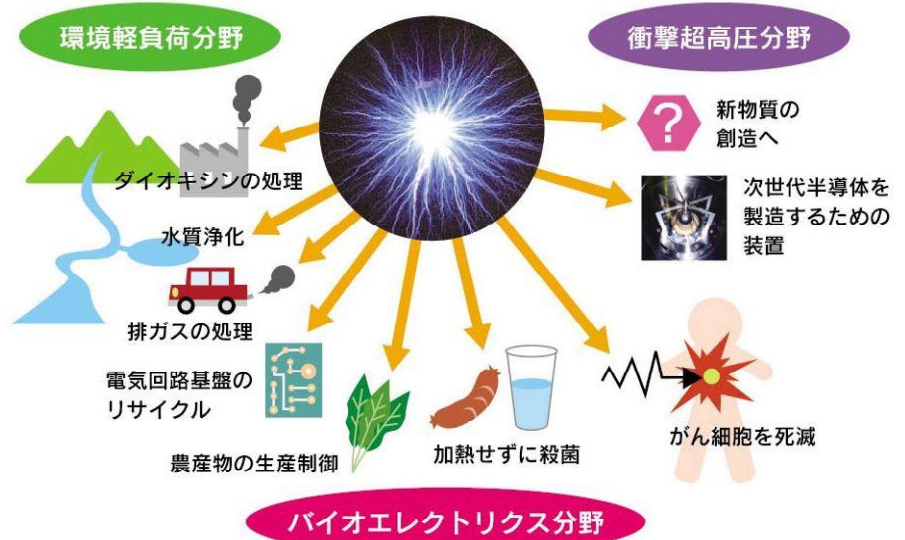 環境軽負荷分野
衝撃超高圧分野
?
新物質の
創造へ
ダイオキシンの処理
次世代半導体を
製造するための
装置
水質浄化
排ガスの処理
電気回路基盤の
リサイクル
農産物の生産制御
加熱せずに殺菌
がん細胞を死滅
バイオエレクトリクス分野